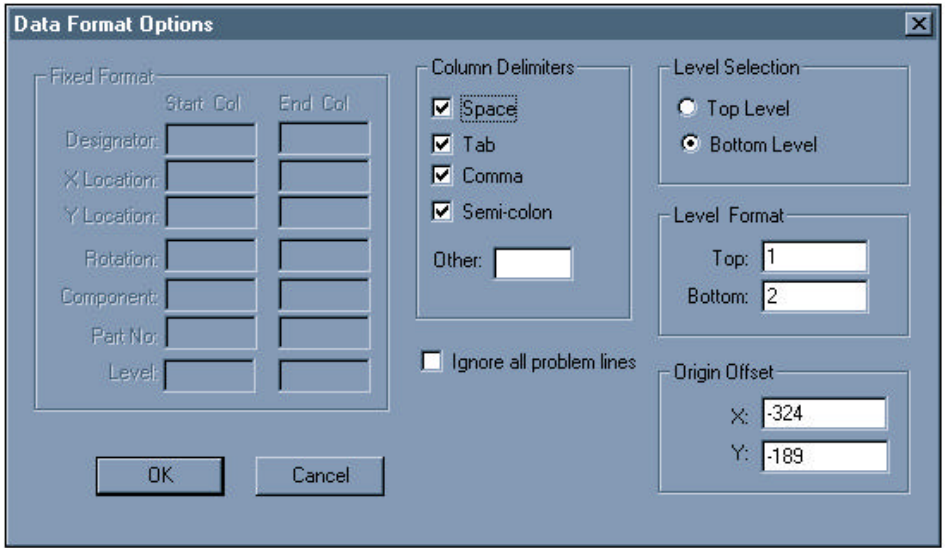 Data Format Options
Fixed Format
Start Col End Col
Designator:
X Location:
Y Location:
Rotation:
Component:
Part No:
Level:
Column Delimiters
Space
Tab
Comma
Semi-colon
Other:
Ignore all problem lines
Level Selection
Top Level
Bottom Level
Level Format
Top: 1
Bottom: 2
Origin Offset
X: -324
Y: -189
OK Cancel